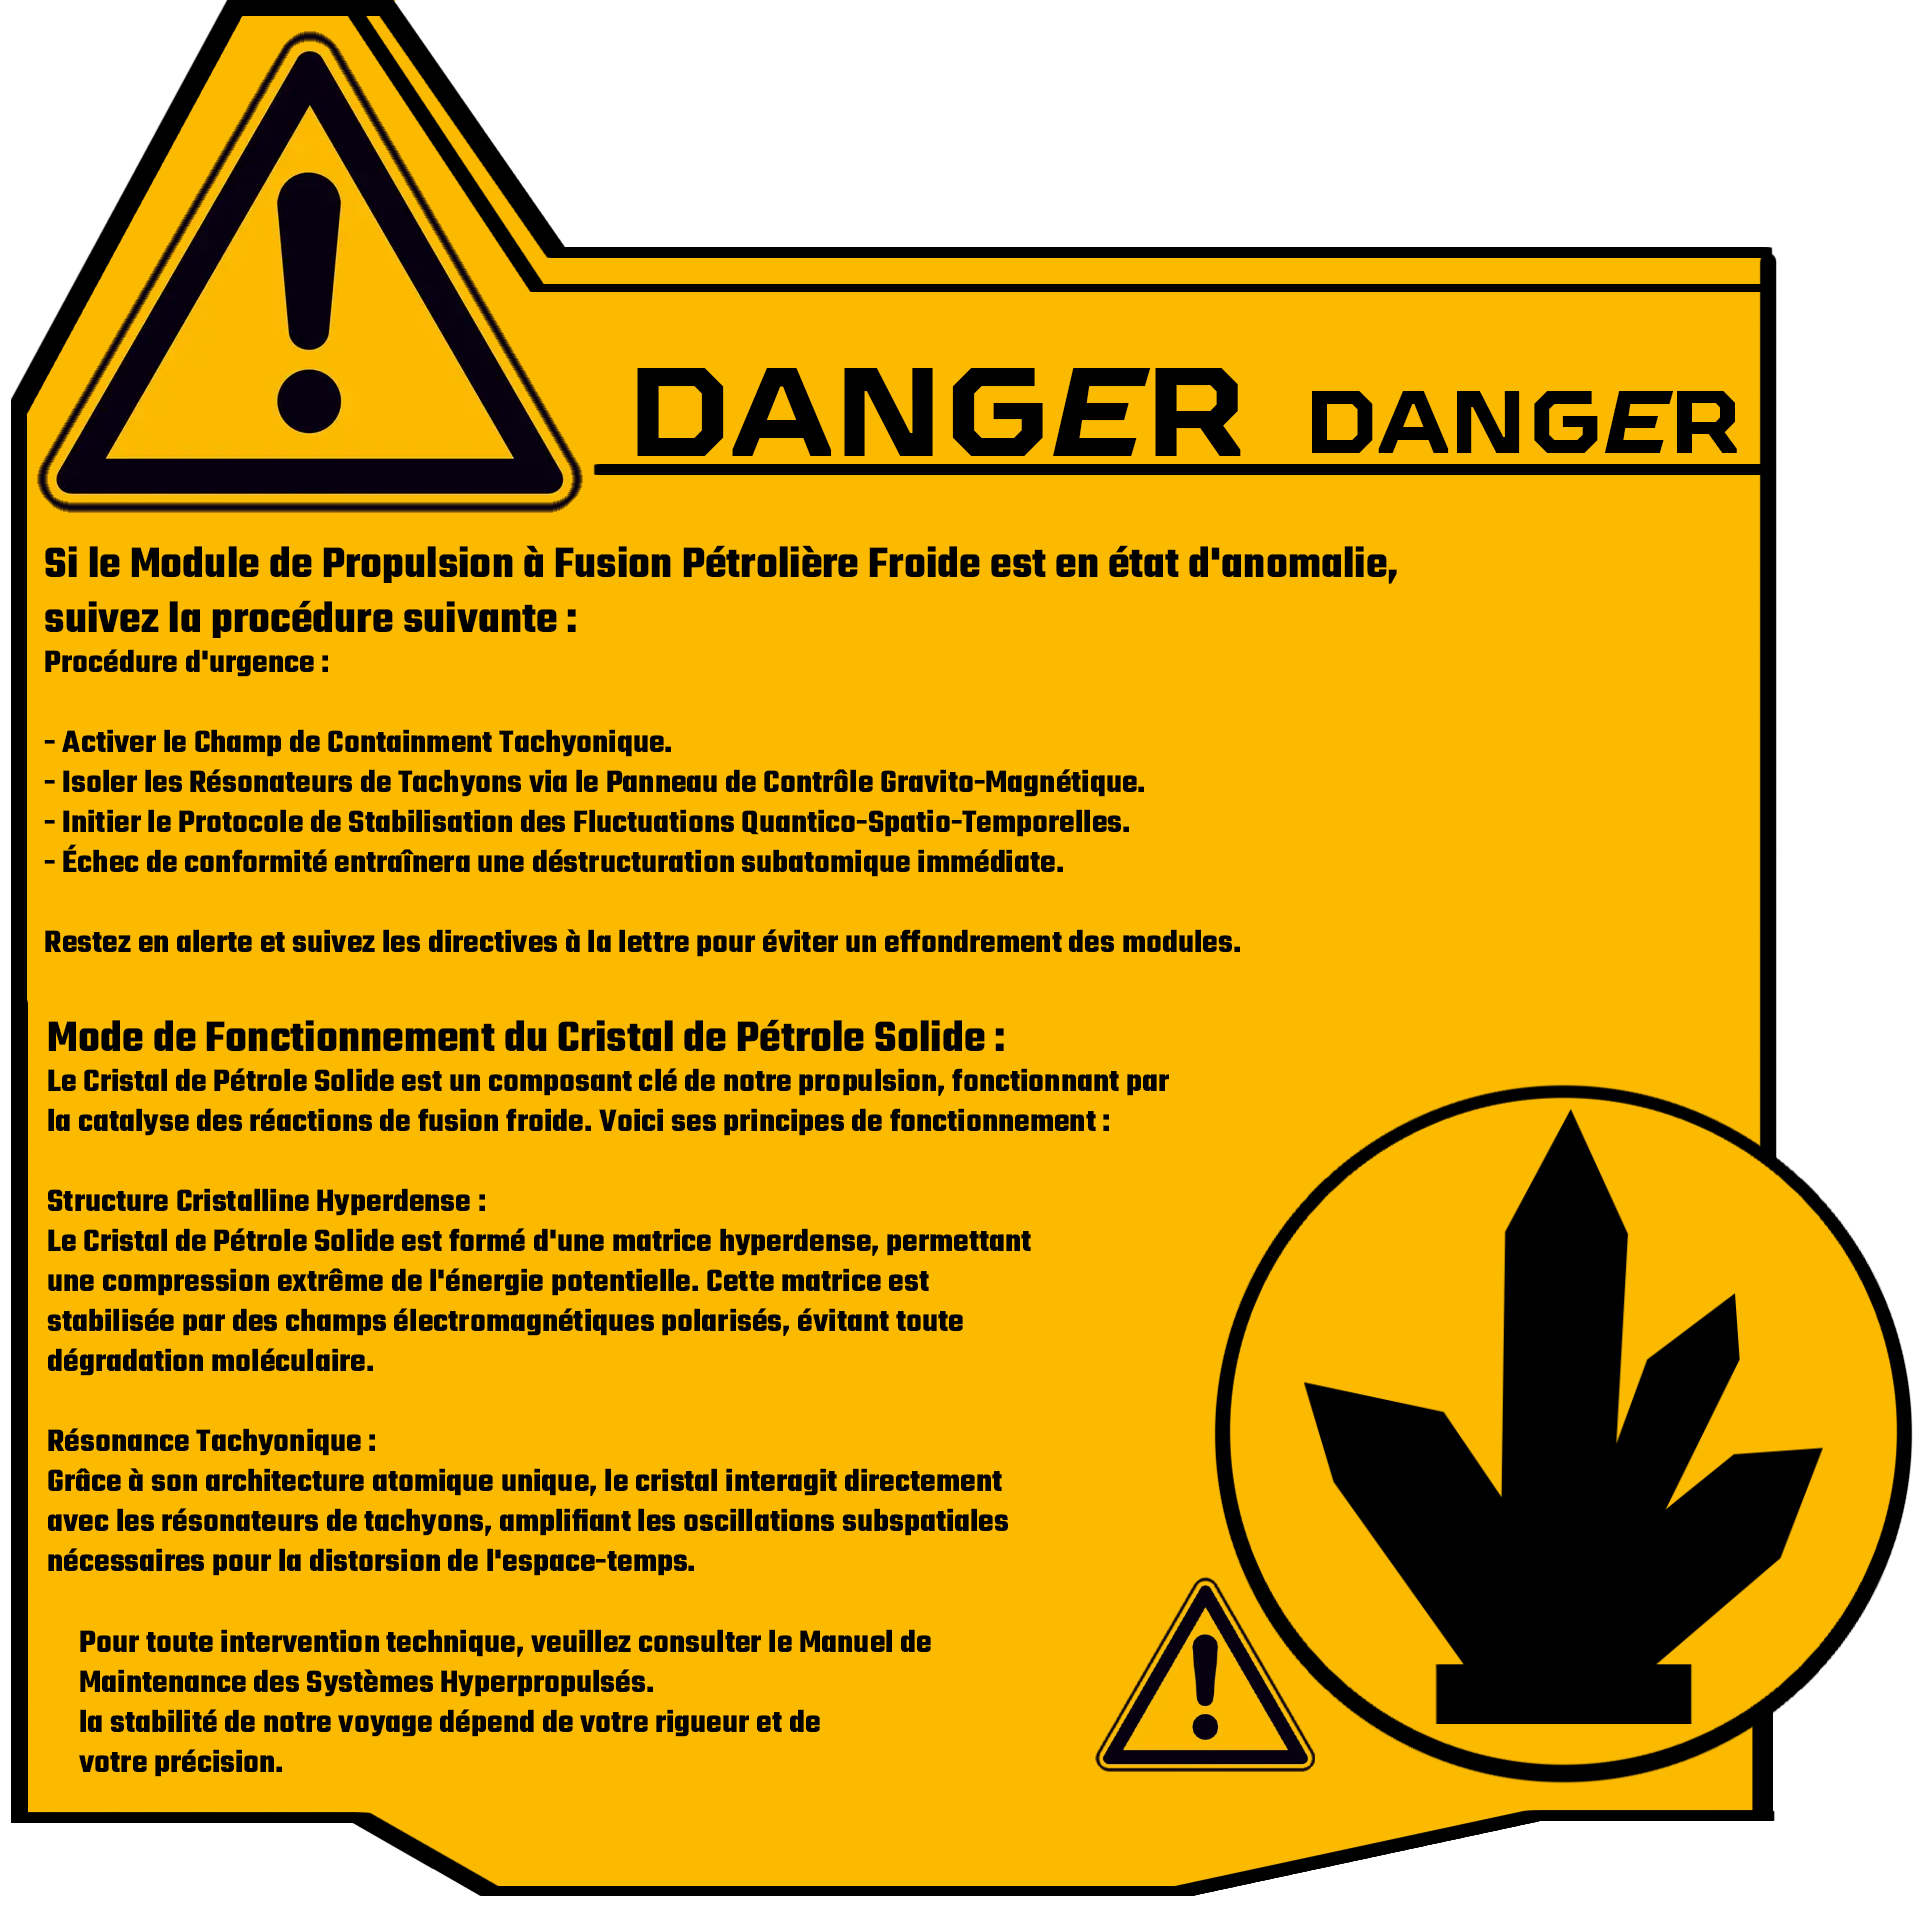 DANGER DANGER
Si le Module de Propulsion à Fusion Pétrolière Froide est en état d'anomalie,
suivez la procédure suivante :
Procédure d'urgence :
- Activer le Champ de Containment Tachyonique.
- Isoler les Résonateurs de Tachyons via le Panneau de Contrôle Gravito-Magnétique.
- Initier le Protocole de Stabilisation des Fluctuations Quantico-Spatio-Temporelles.
- Échec de conformité entraînera une déstructuration subatomique immédiate.
Restez en alerte et suivez les directives à la lettre pour éviter un effondrement des modules.
Mode de Fonctionnement du Cristal de Pétrole Solide :
Le Cristal de Pétrole Solide est un composant clé de notre propulsion, fonctionnant par
la catalyse des réactions de fusion froide. Voici ses principes de fonctionnement :
Structure Cristalline Hyperdense :
Le Cristal de Pétrole Solide est formé d'une matrice hyperdense, permettant
une compression extrême de l'énergie potentielle. Cette matrice est
stabilisée par des champs électromagnétiques polarisés, évitant toute
dégradation moléculaire.
Résonance Tachyonique :
Grâce à son architecture atomique unique, le cristal interagit directement
avec les résonateurs de tachyons, amplifiant les oscillations subspatiales
nécessaires pour la distorsion de l'espace-temps.
Pour toute intervention technique, veuillez consulter le Manuel de
Maintenance des Systèmes Hyperpropulsés.
la stabilité de notre voyage dépend de votre rigueur et de
votre précision.